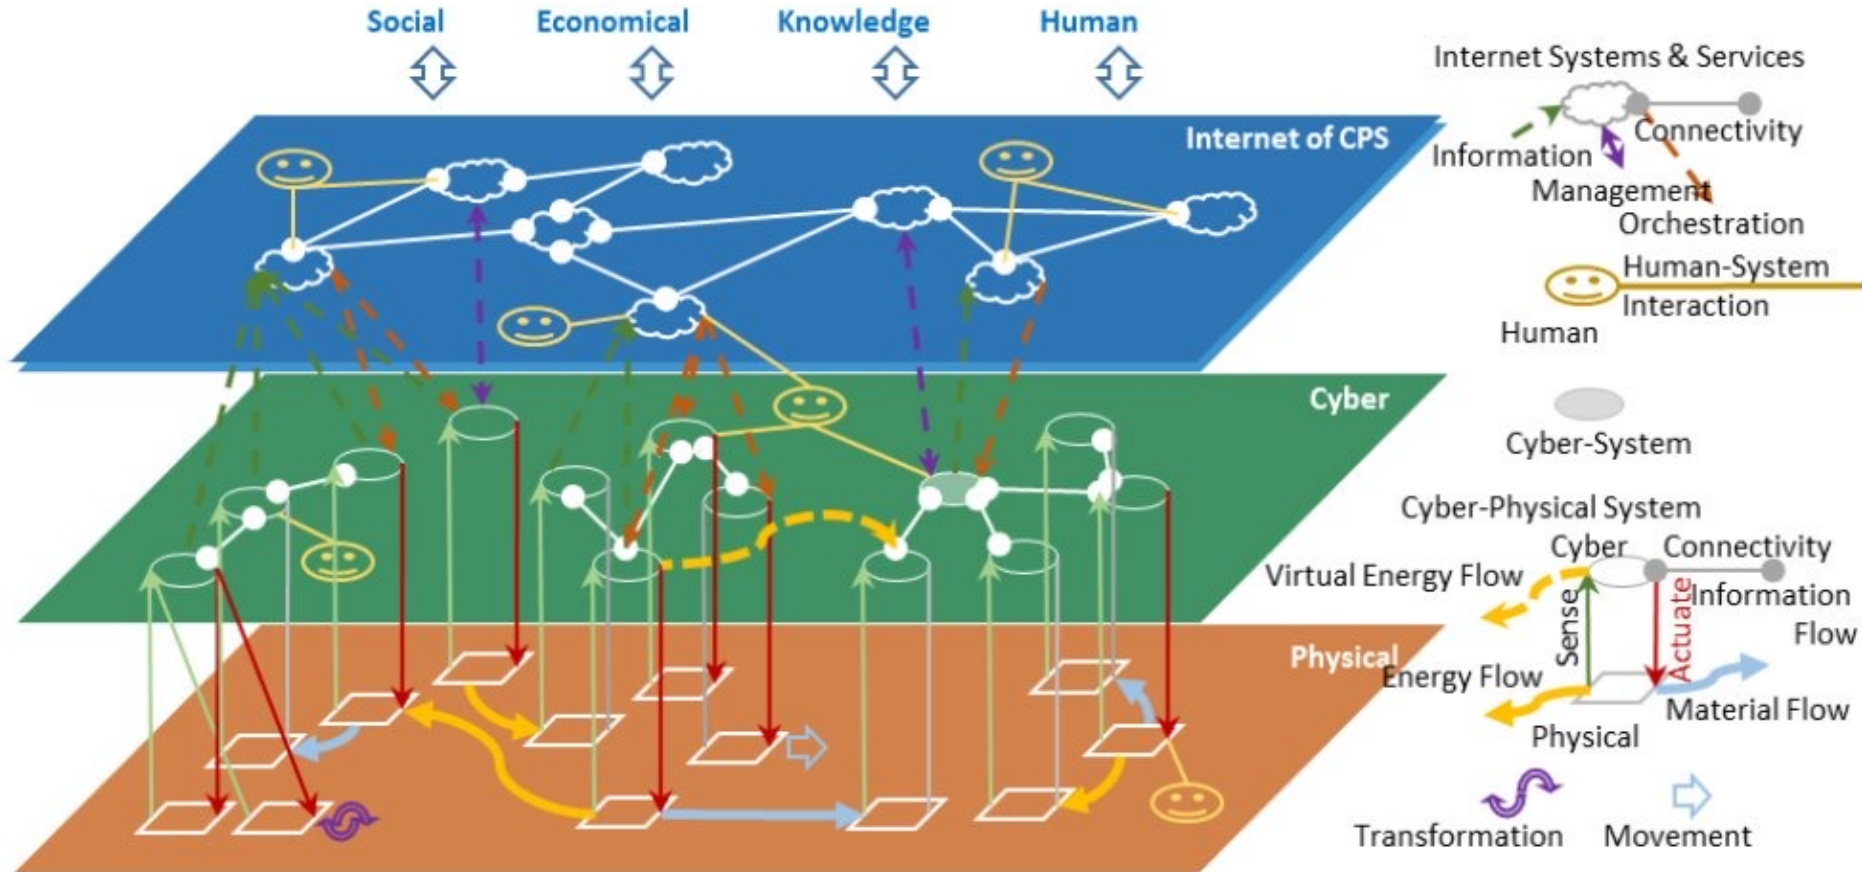 Social Economical Knowledge Human
Internet of CPS
Cyber
Physical
Internet Systems & Services
Connectivity
Information
Management
Orchestration
Human-System
Interaction
Human
Cyber-System
Cyber-Physical System
Cyber
Connectivity
Virtual Energy Flow
Information
Flow
Sense
Actuate
Energy Flow
Material Flow
Physical
Transformation
Movement